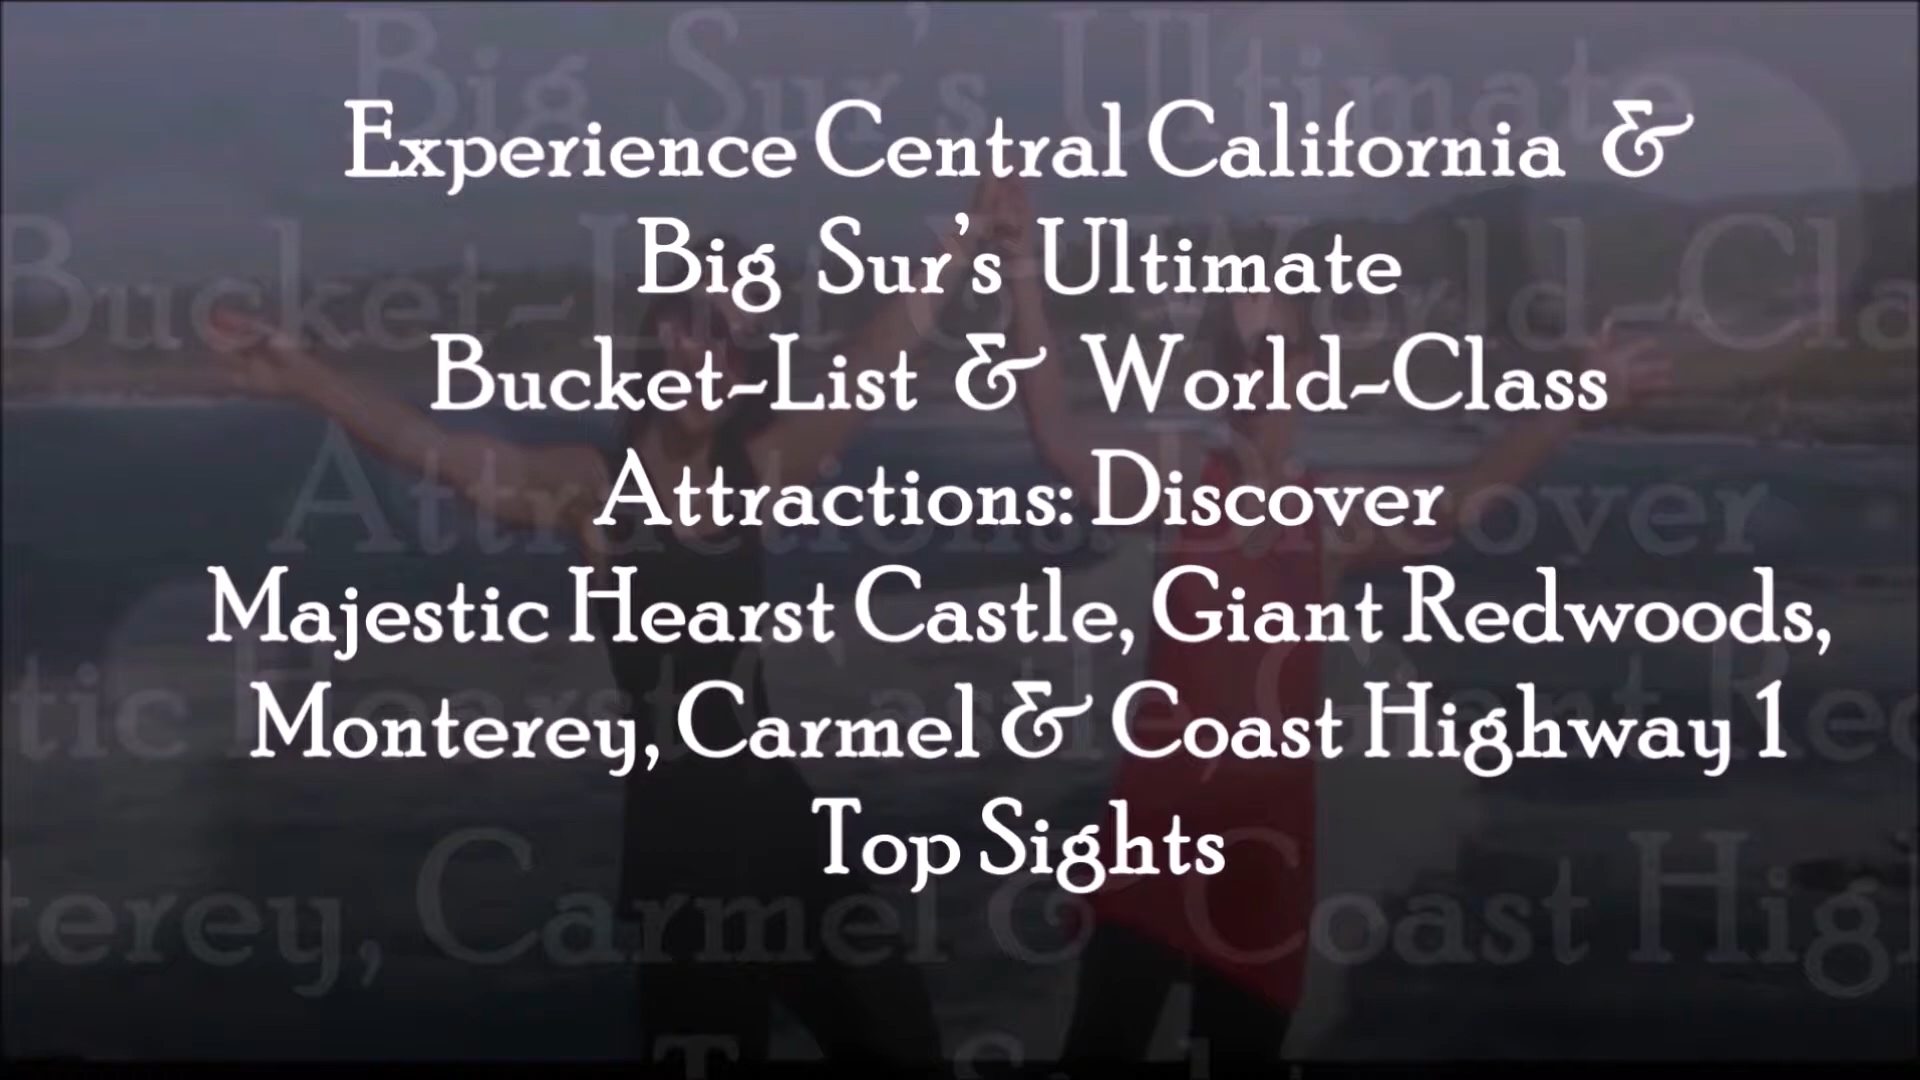 Experience Central California &
Big Sur's Ultimate
Bucket-List & World-Class
Attractions: Discover
Majestic Hearst Castle, Giant Redwoods,
Monterey, Carmel & Coast Highway 1
Top Sights